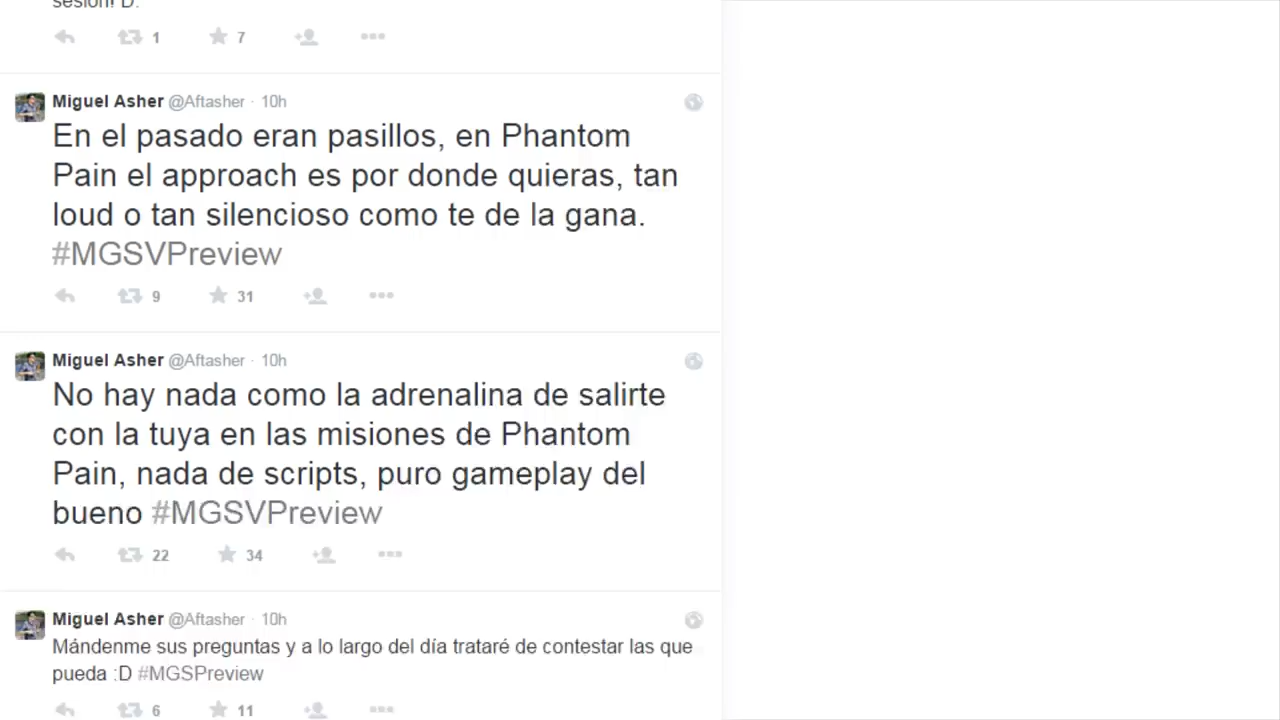 sesión! D:
1 7
Miguel Asher @Aftasher · 10h
En el pasado eran pasillos, en Phantom
Pain el approach es por donde quieras, tan
loud o tan silencioso como te de la gana.
#MGSVPreview
9 31
Miguel Asher @Aftasher · 10h
No hay nada como la adrenalina de salirte
con la tuya en las misiones de Phantom
Pain, nada de scripts, puro gameplay del
bueno #MGSVPreview
22 34
Miguel Asher @Aftasher · 10h
Mándenme sus preguntas y a lo largo del día trataré de contestar las que
pueda :D #MGSPreview
6 11